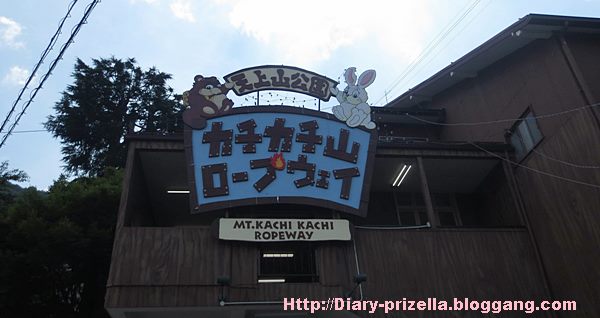 天上山公園
カチカチ山
ロープウェイ
MT.KACHI KACHI
ROPEWAY
Http://Diary-prizella.bloggang.com